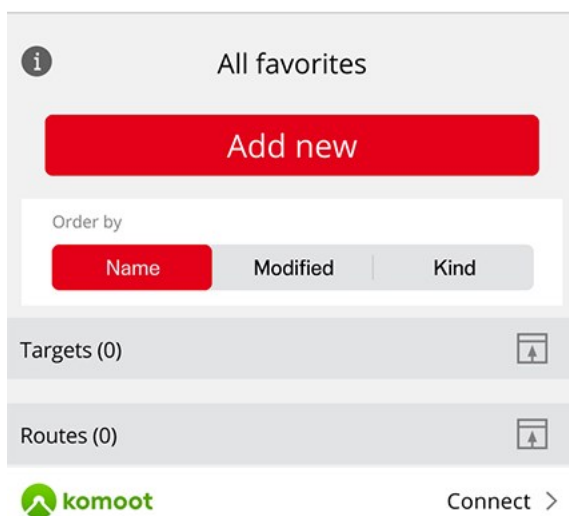 All favorites
Add new
Order by
Name Modified Kind
Targets (0)
Routes (0)
komoot Connect >